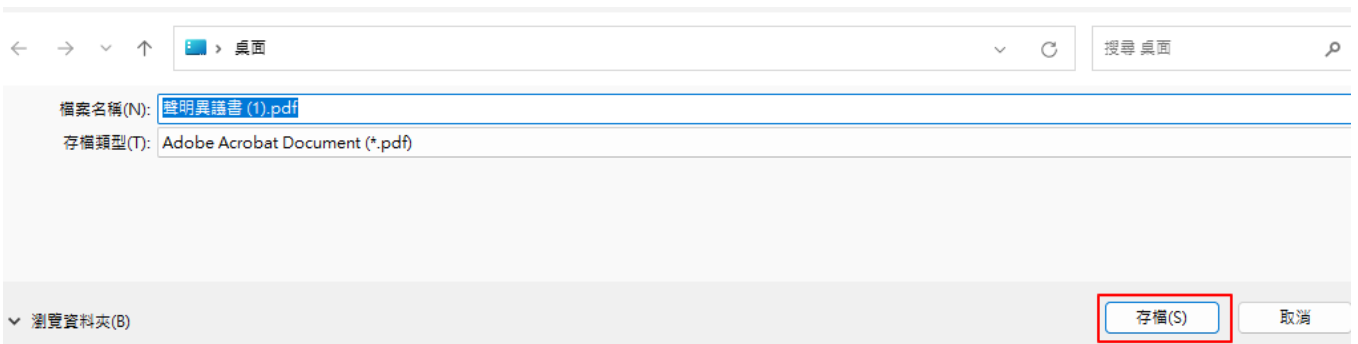 桌面
搜尋 桌面
檔案名稱(N): 聲明異議書 (1).pdf
存檔類型(T): Adobe Acrobat Document (*.pdf)
瀏覽資料夾(B)
存檔(S)
取消